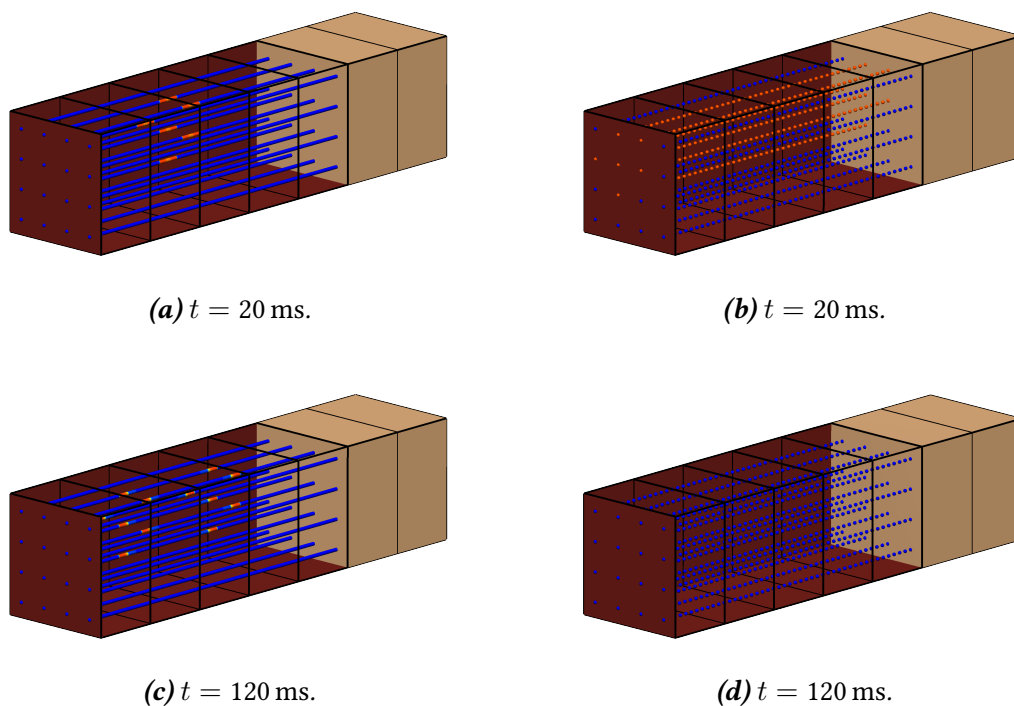 (a) t = 20 ms.
(b) t = 20 ms.
(c) t = 120 ms.
(d) t = 120 ms.